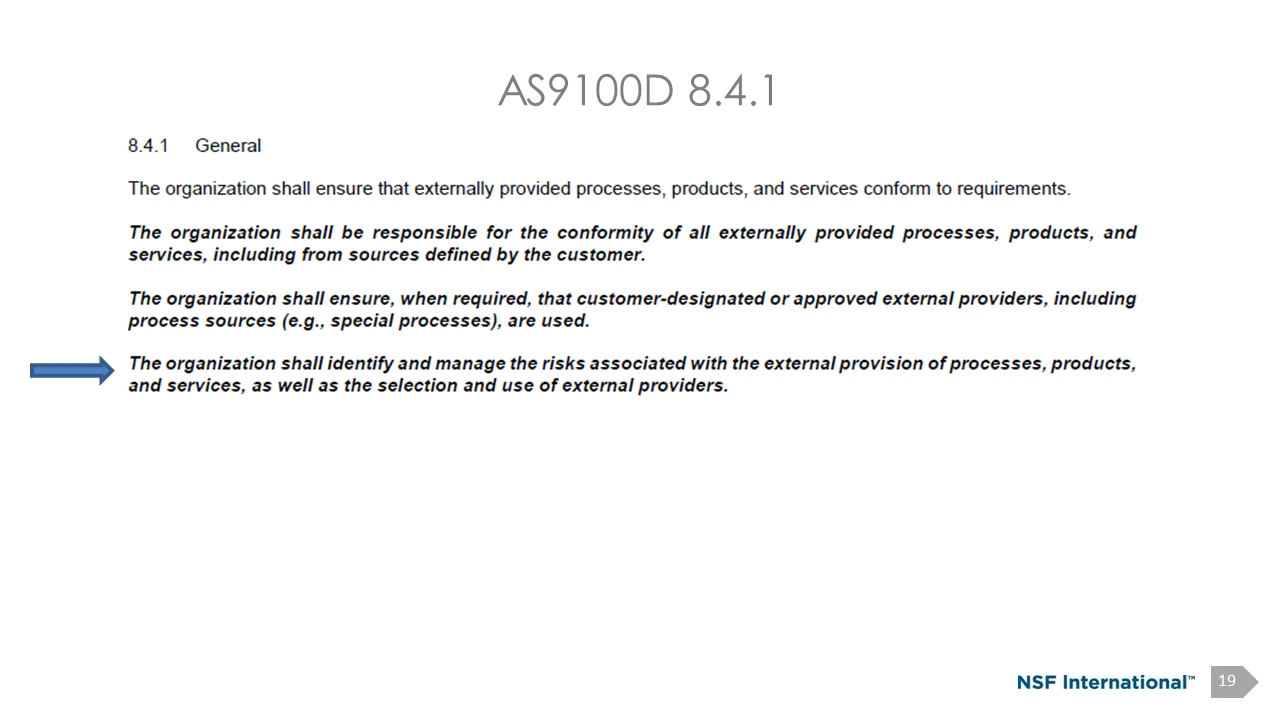 AS9100D 8.4.1
8.4.1 General
The organization shall ensure that externally provided processes, products, and services conform to requirements.
The organization shall be responsible for the conformity of all externally provided processes, products, and
services, including from sources defined by the customer.
The organization shall ensure, when required, that customer-designated or approved external providers, including
process sources (e.g., special processes), are used.
The organization shall identify and manage the risks associated with the external provision of processes, products,
and services, as well as the selection and use of external providers.
NSF International™ 19